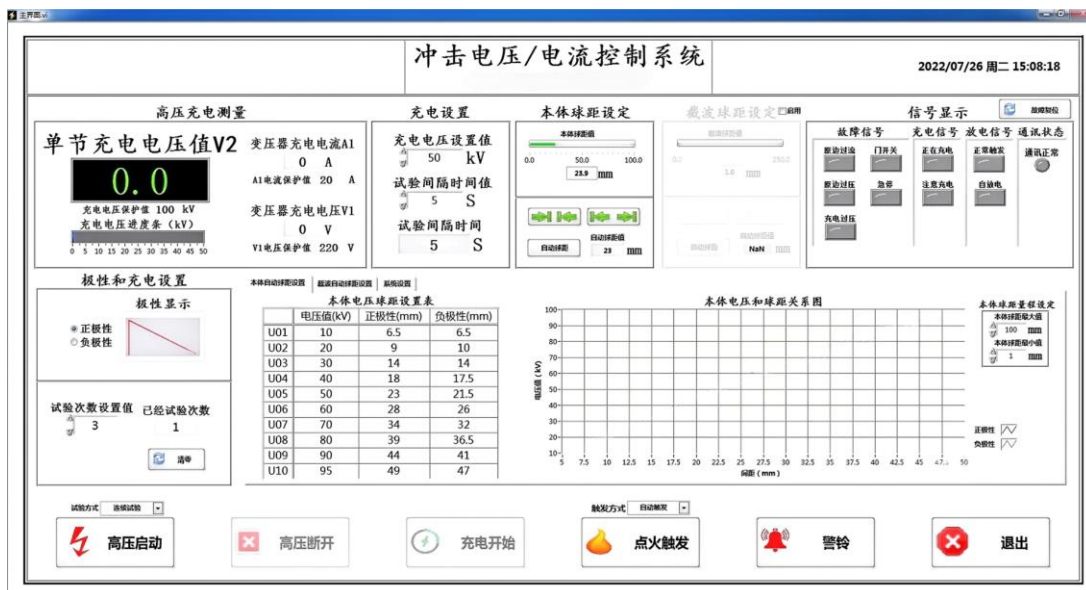 主界面.vi
冲击电压/电流控制系统
2022/07/26 周二 15:08:18
高压充电测量
单节充电电压值V2
0.0
充电电压保护值 100 kV
充电电压进度条（kV）
0 5 10 15 20 25 30 35 40 45 50
变压器充电电流A1
0 A
A1电流保护值 20 A
变压器充电电压V1
0 V
V1电压保护值 220 V
充电设置
充电电压设置值
50 kV
试验间隔时间值
5 S
试验间隔时间
5 S
本体球距设定
本体球距值
0.0 50.0 100.0
23.9 mm
自动球距
自动球距值
23 mm
截波球距设定 启用
截波球距值
0.0 250.0
1.0 mm
自动球距
自动球距值
NaN mm
信号显示
故障复位
故障信号 充电信号 放电信号 通讯状态
原边过流 门开关 正在充电 正常触发 通讯正常
原边过压 急停 注意充电 自放电
充电过压
极性和充电设置
极性显示
正极性
负极性
试验次数设置值 已经试验次数
3 1
清零
本体自动球距设置 截波自动球距设置 系统设置
本体电压球距设置表
电压值(kV) 正极性(mm) 负极性(mm)
U01 10 6.5 6.5
U02 20 9 10
U03 30 14 14
U04 40 18 17.5
U05 50 23 21.5
U06 60 28 26
U07 70 34 32
U08 80 39 36.5
U09 90 44 41
U10 95 49 47
本体电压和球距关系图
电压值（kV）
100
90
80
70
60
50
40
30
20
10
5 7.5 10 12.5 15 17.5 20 22.5 25 27.5 30 32.5 35 37.5 40 42.5 45 47.5 50
间距（mm）
本体球距量程设定
本体球距最大值
100 mm
本体球距最小值
1 mm
正极性
负极性
试验方式 连续试验
触发方式 自动触发
高压启动
高压断开
充电开始
点火触发
警铃
退出